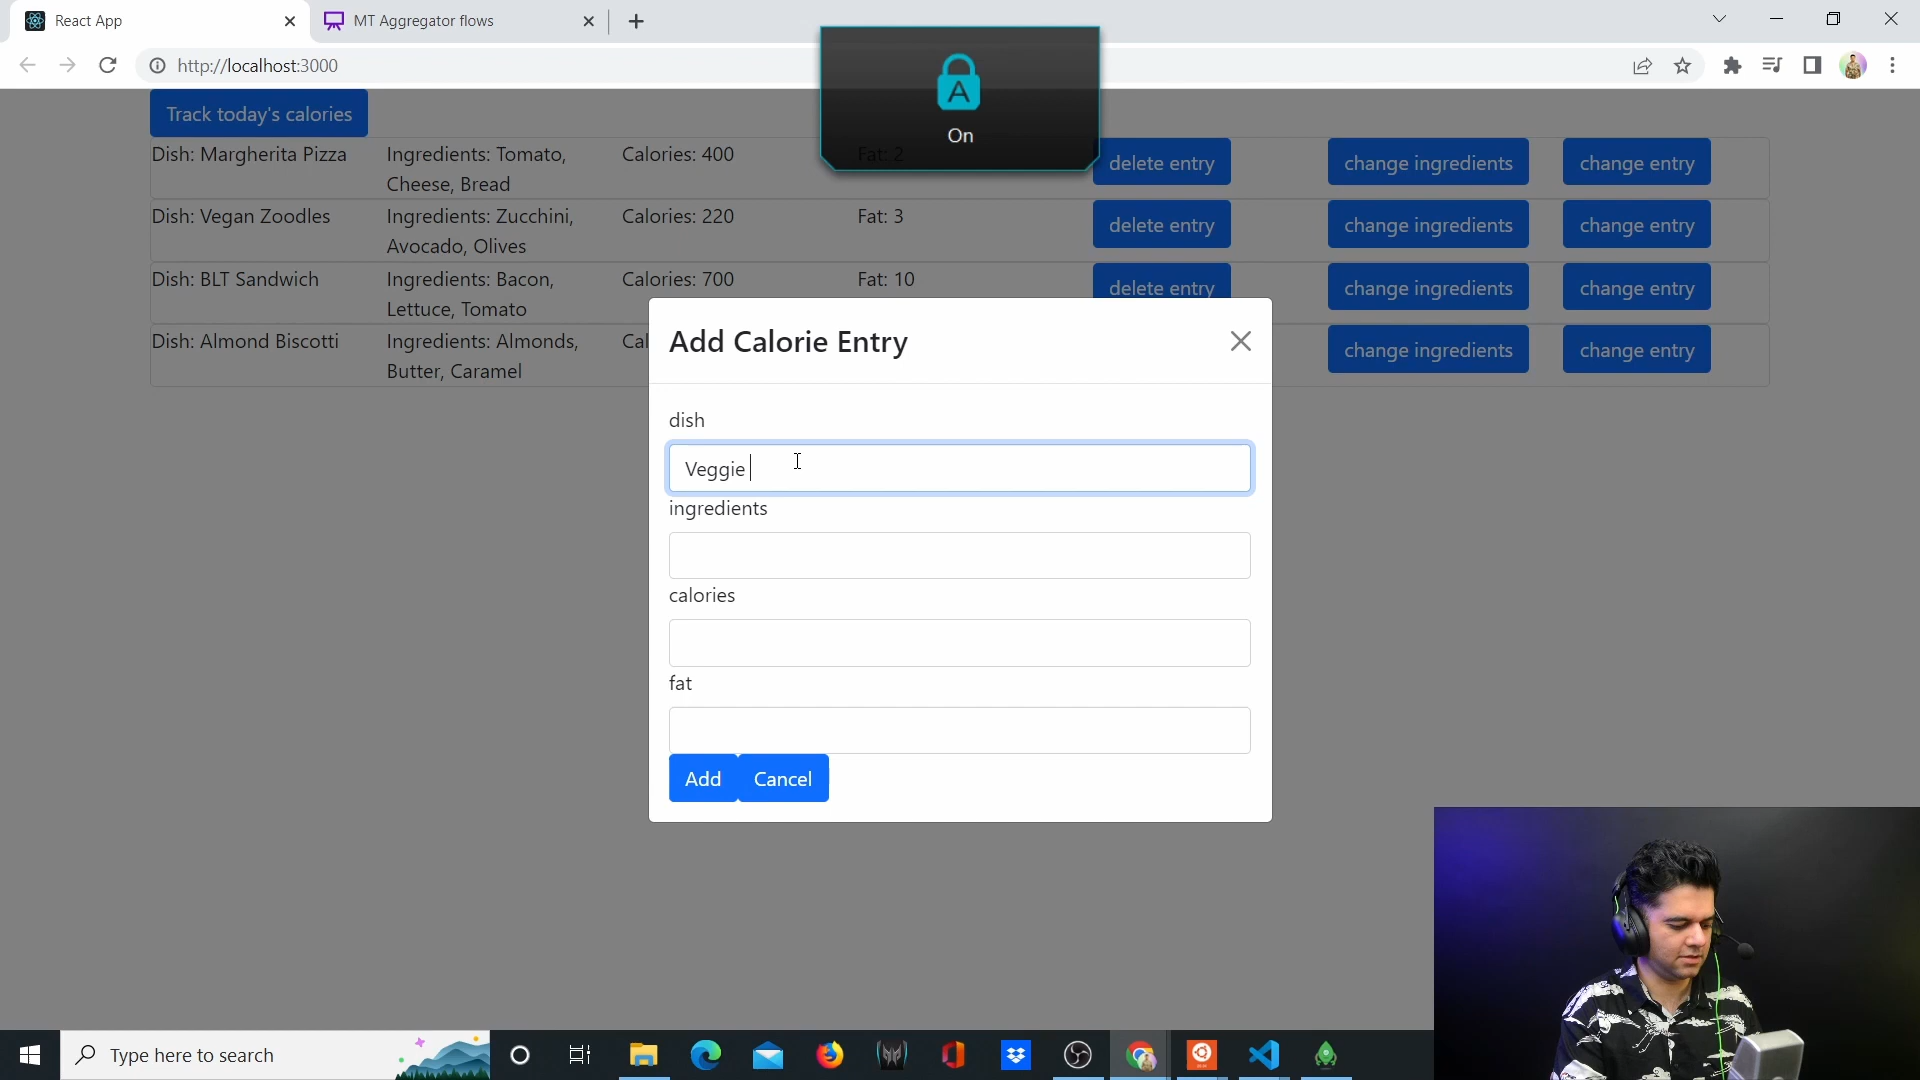 React App
MT Aggregator flows
http://localhost:3000
A
On
Track today's calories
Dish: Margherita Pizza
Ingredients: Tomato,
Cheese, Bread
Calories: 400
Fat: 2
delete entry
change ingredients
change entry
Dish: Vegan Zoodles
Ingredients: Zucchini,
Avocado, Olives
Calories: 220
Fat: 3
delete entry
change ingredients
change entry
Dish: BLT Sandwich
Ingredients: Bacon,
Lettuce, Tomato
Calories: 700
Fat: 10
delete entry
change ingredients
change entry
Dish: Almond Biscotti
Ingredients: Almonds,
Butter, Caramel
Cal
change ingredients
change entry
Add Calorie Entry
dish
Veggie
ingredients
calories
fat
Add
Cancel
Type here to search